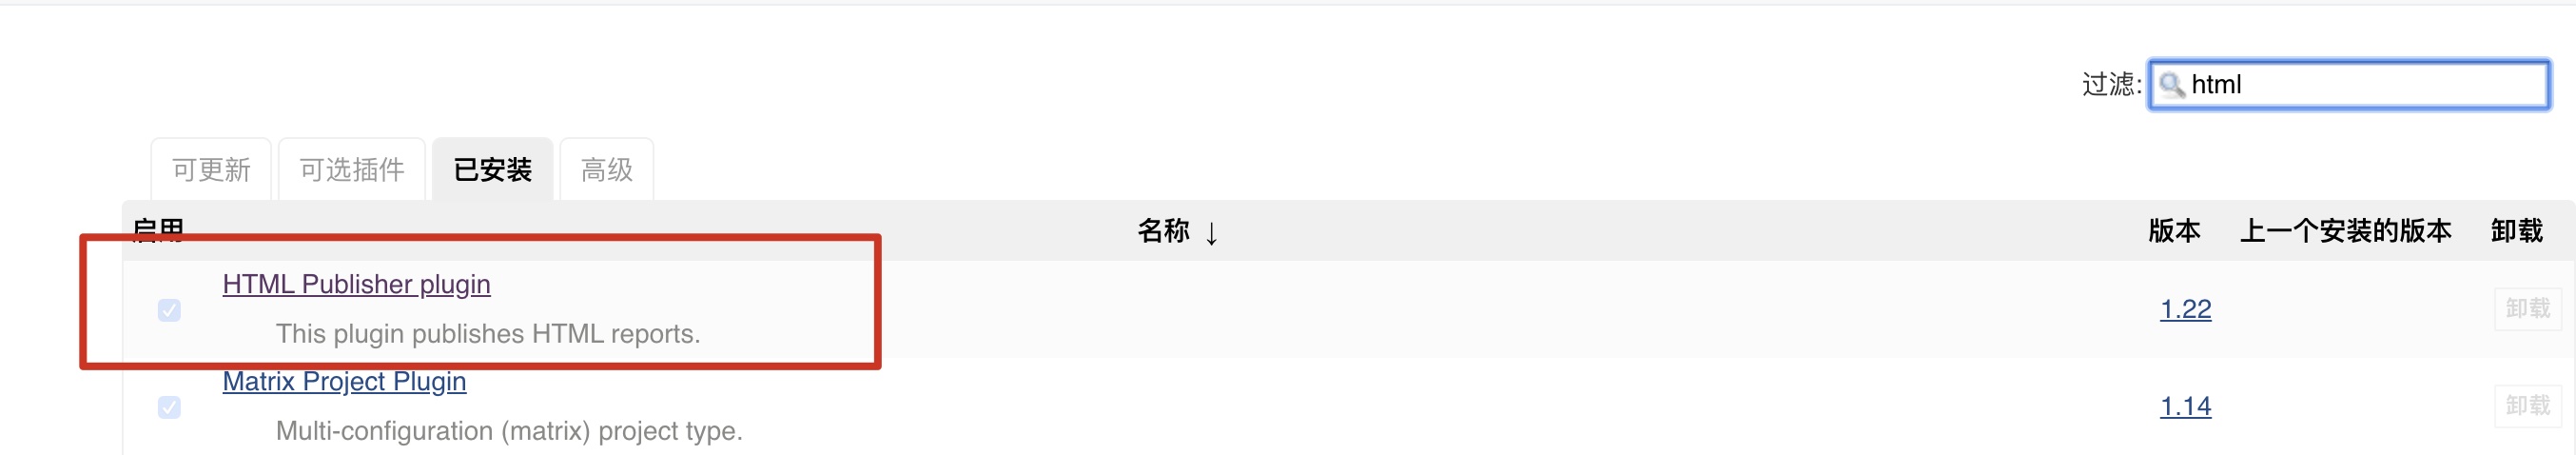 过滤: html
可更新 可选插件 已安装 高级
启用 名称 ↓ 版本 上一个安装的版本 卸载
HTML Publisher plugin
This plugin publishes HTML reports.
1.22 卸载
Matrix Project Plugin
Multi-configuration (matrix) project type.
1.14 卸载